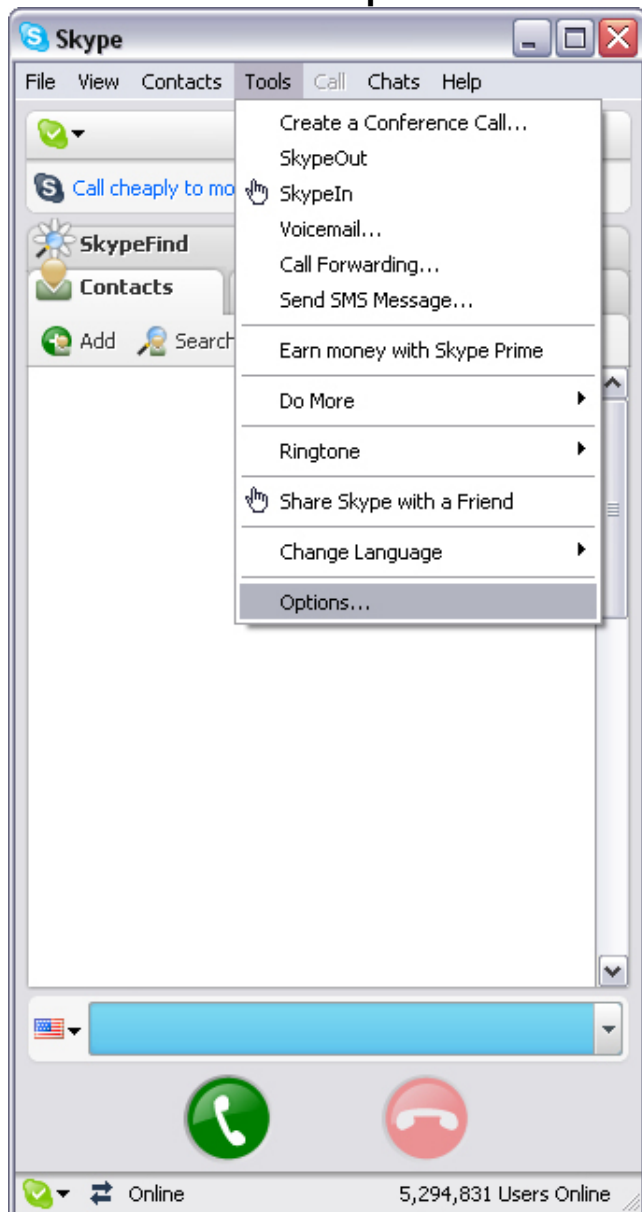 Skype
File View Contacts Tools Call Chats Help
Create a Conference Call...
SkypeOut
Call cheaply to mo
SkypeIn
Voicemail...
SkypeFind
Call Forwarding...
Contacts
Send SMS Message...
Add Search
Earn money with Skype Prime
Do More
Ringtone
Share Skype with a Friend
Change Language
Options...
Online 5,294,831 Users Online